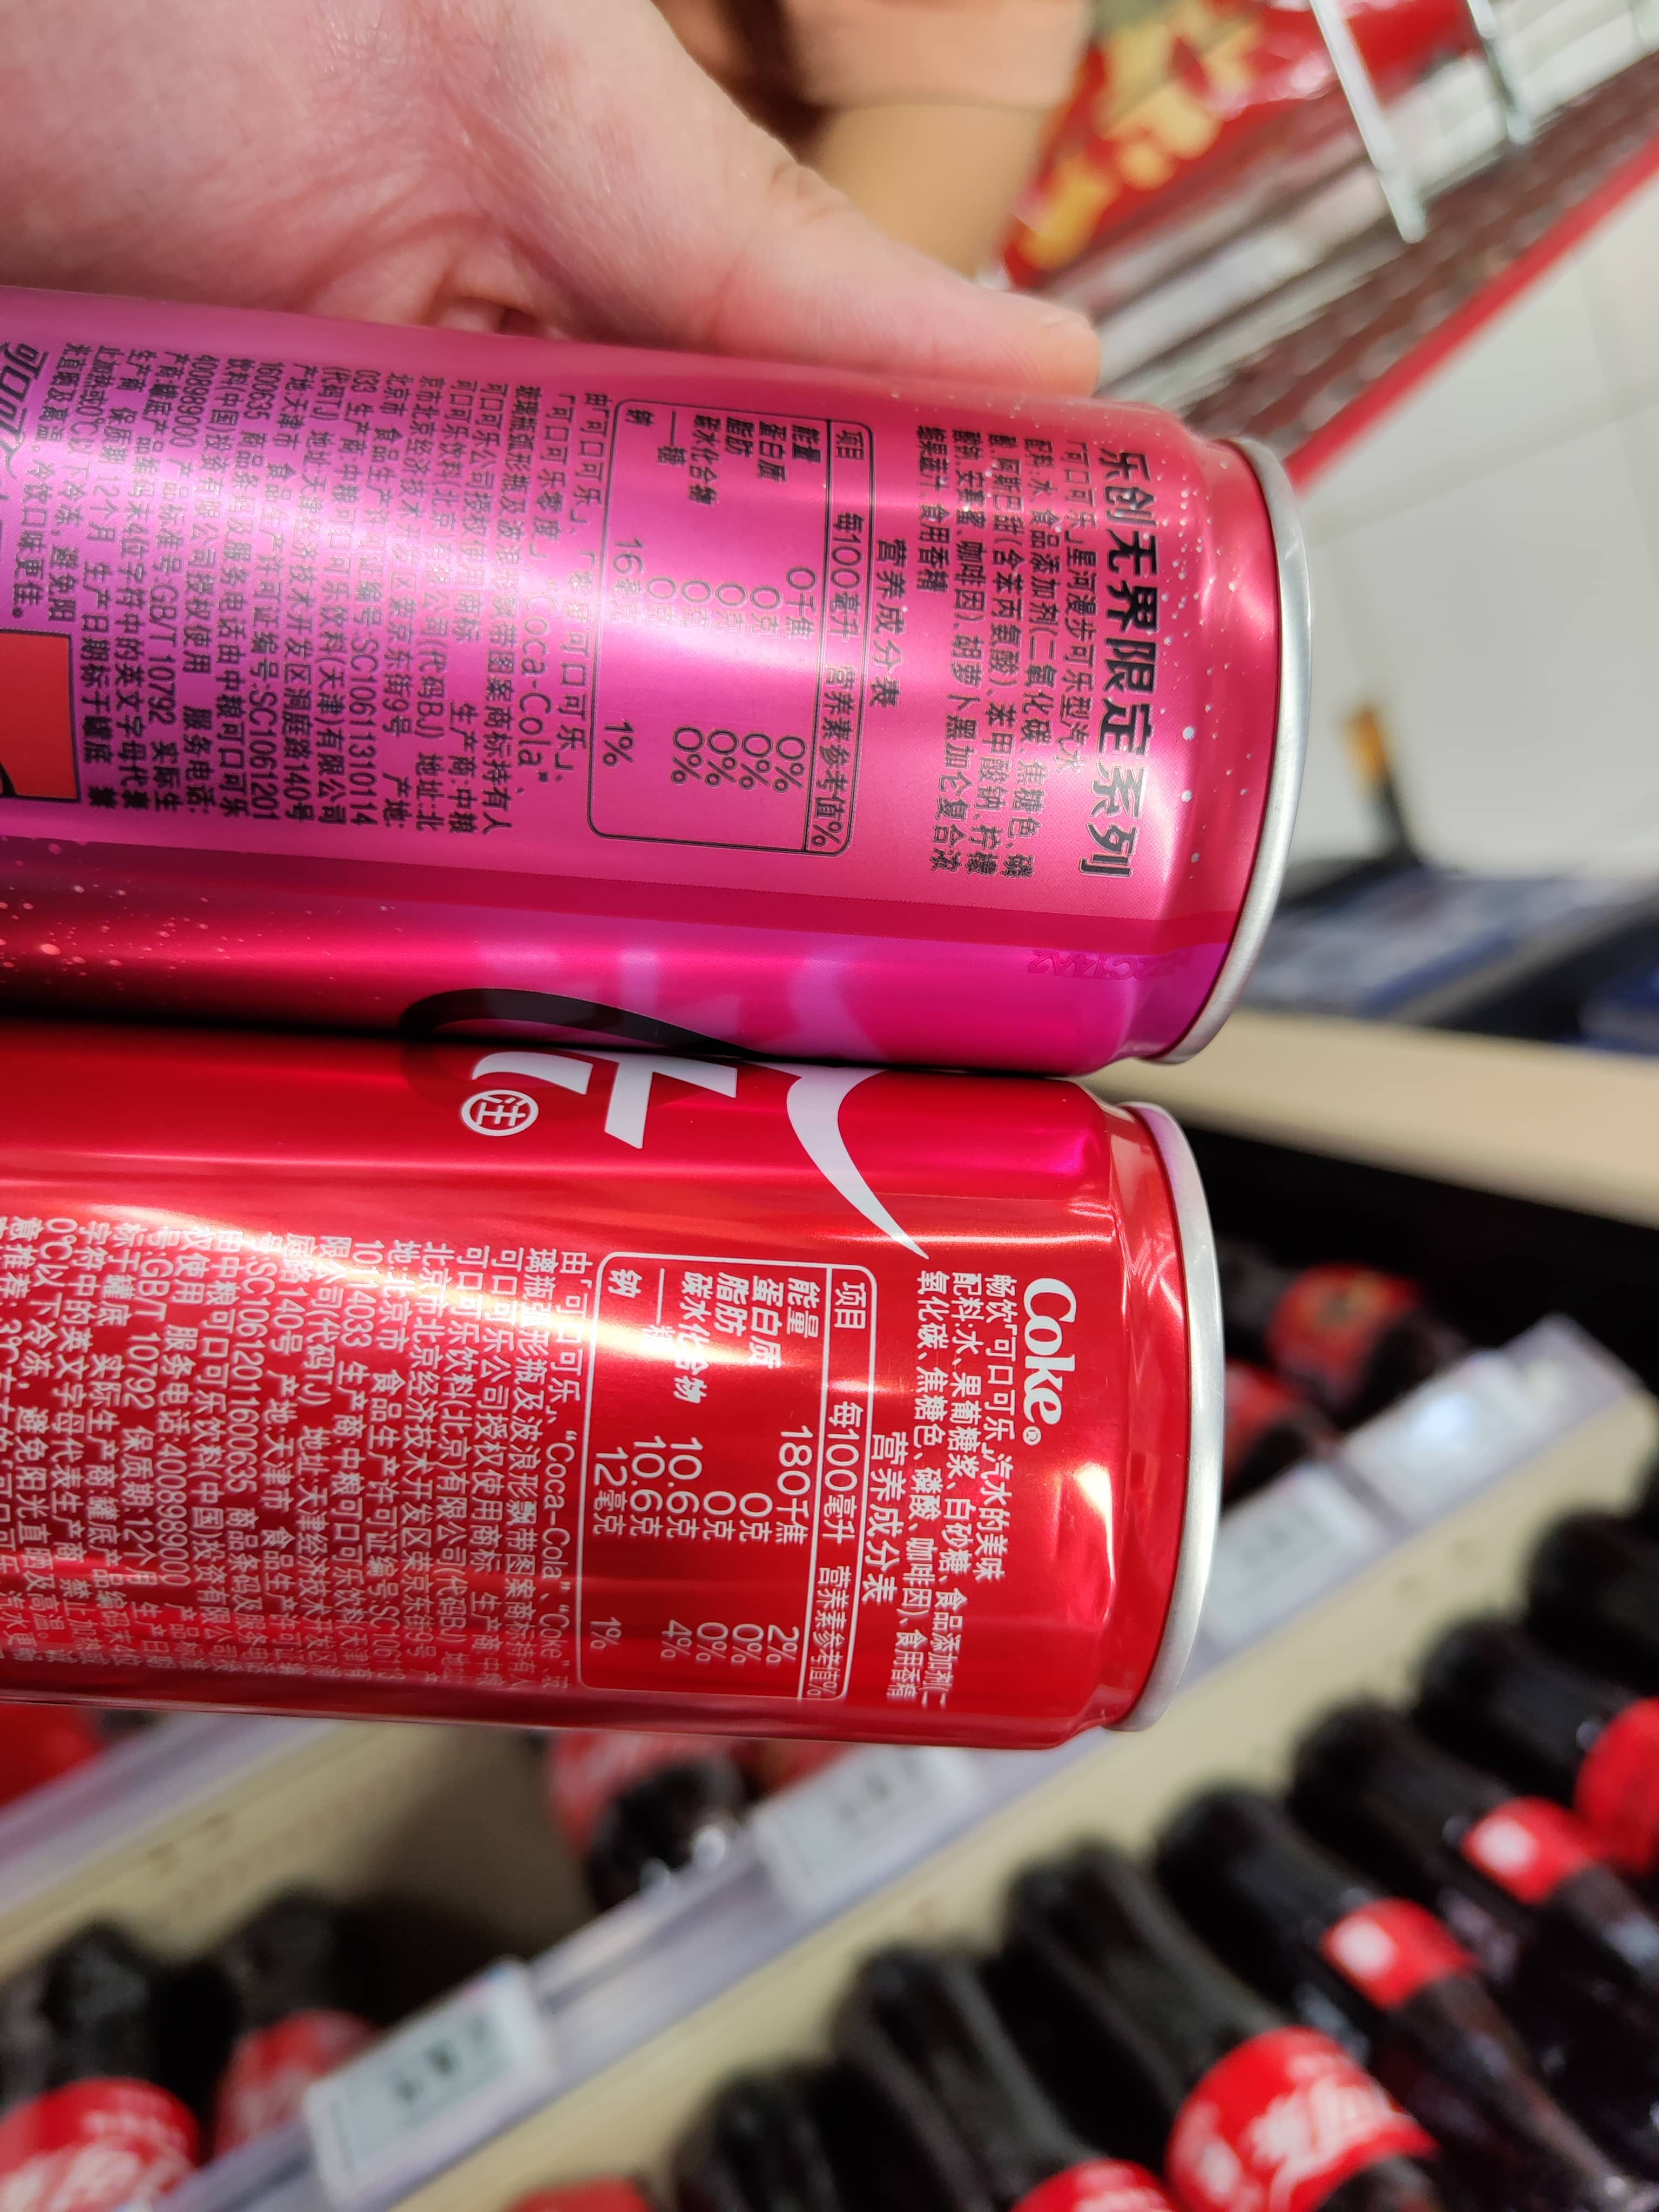 乐创无界限定系列
「可口可乐」星河漫步可乐型汽水
配料:水、食品添加剂(二氧化碳、焦糖色、磷
酸、阿斯巴甜(含苯丙氨酸)、苯甲酸钠、柠檬
酸钠、安赛蜜、咖啡因)、胡萝卜黑加仑复合浓
缩果蔬汁、食用香精
营养成分表
项目 每100毫升 营养素参考值%
能量 0千焦 0%
蛋白质 0克 0%
脂肪 0克 0%
碳水化合物 0克 0%
——糖 0克
钠 16毫克 1%
由「可口可乐」、「零度可口可乐」、
「可口可乐零度」、“Coca-Cola”、
玻璃瓶弧形瓶及波浪形飘带图案商标持有人
可口可乐公司授权使用商标 生产商:中粮
可口可乐饮料(北京)有限公司(代码BJ) 地址:北
京市北京经济技术开发区荣京东街9号 产地:
北京市 食品生产许可证编号:SC10611310114
033 生产商:中粮可口可乐饮料(天津)有限公司
(代码TJ) 地址:天津经济技术开发区洞庭路140号
产地:天津市 食品生产许可证编号:SC1061201
1600635 商品条码及服务电话由中粮可口可乐
饮料(中国)投资有限公司授权使用 服务电话:
4008989000 产品标准号:GB/T 10792 实际生
产商:罐底产品编码末4位字符中的英文字母代表
生产商 保质期:12个月 生产日期标于罐底 禁
止加热或0℃以下冷冻，避免阳
光直晒及高温。冷饮口味更佳。
可口可乐
注
Coke®
畅饮「可口可乐」汽水的美味
配料:水、果葡糖浆、白砂糖、食品添加剂(二
氧化碳、焦糖色、磷酸、咖啡因)、食用香精
营养成分表
项目 每100毫升 营养素参考值%
能量 180千焦 2%
蛋白质 0克 0%
脂肪 0克 0%
碳水化合物 10.6克 4%
——糖 10.6克
钠 12毫克 1%
由「可口可乐」、“Coca-Cola”、“Coke”、玻
璃瓶弧形瓶及波浪形飘带图案商标持有人
可口可乐公司授权使用商标 生产商:中粮
可口可乐饮料(北京)有限公司(代码BJ) 地址:
北京市北京经济技术开发区荣京东街9号 产
地:北京市 食品生产许可证编号:SC10613
10114033 生产商:中粮可口可乐饮料(天津)有
限公司(代码TJ) 地址:天津经济技术开发区
庭路140号 产地:天津市 食品生产许可证
号:SC10612011600635 商品条码及服务电话
由中粮可口可乐饮料(中国)投资有限公司授
权使用 服务电话:4008989000 产品标准
号:GB/T 10792 保质期:12个月 生产日期
标于罐底 实际生产商:罐底产品编码末4位
字符中的英文字母代表生产商 禁止加热或
0℃以下冷冻，避免阳光直晒及高温。
意推荐: 3℃左右的「可口可乐」汽水更